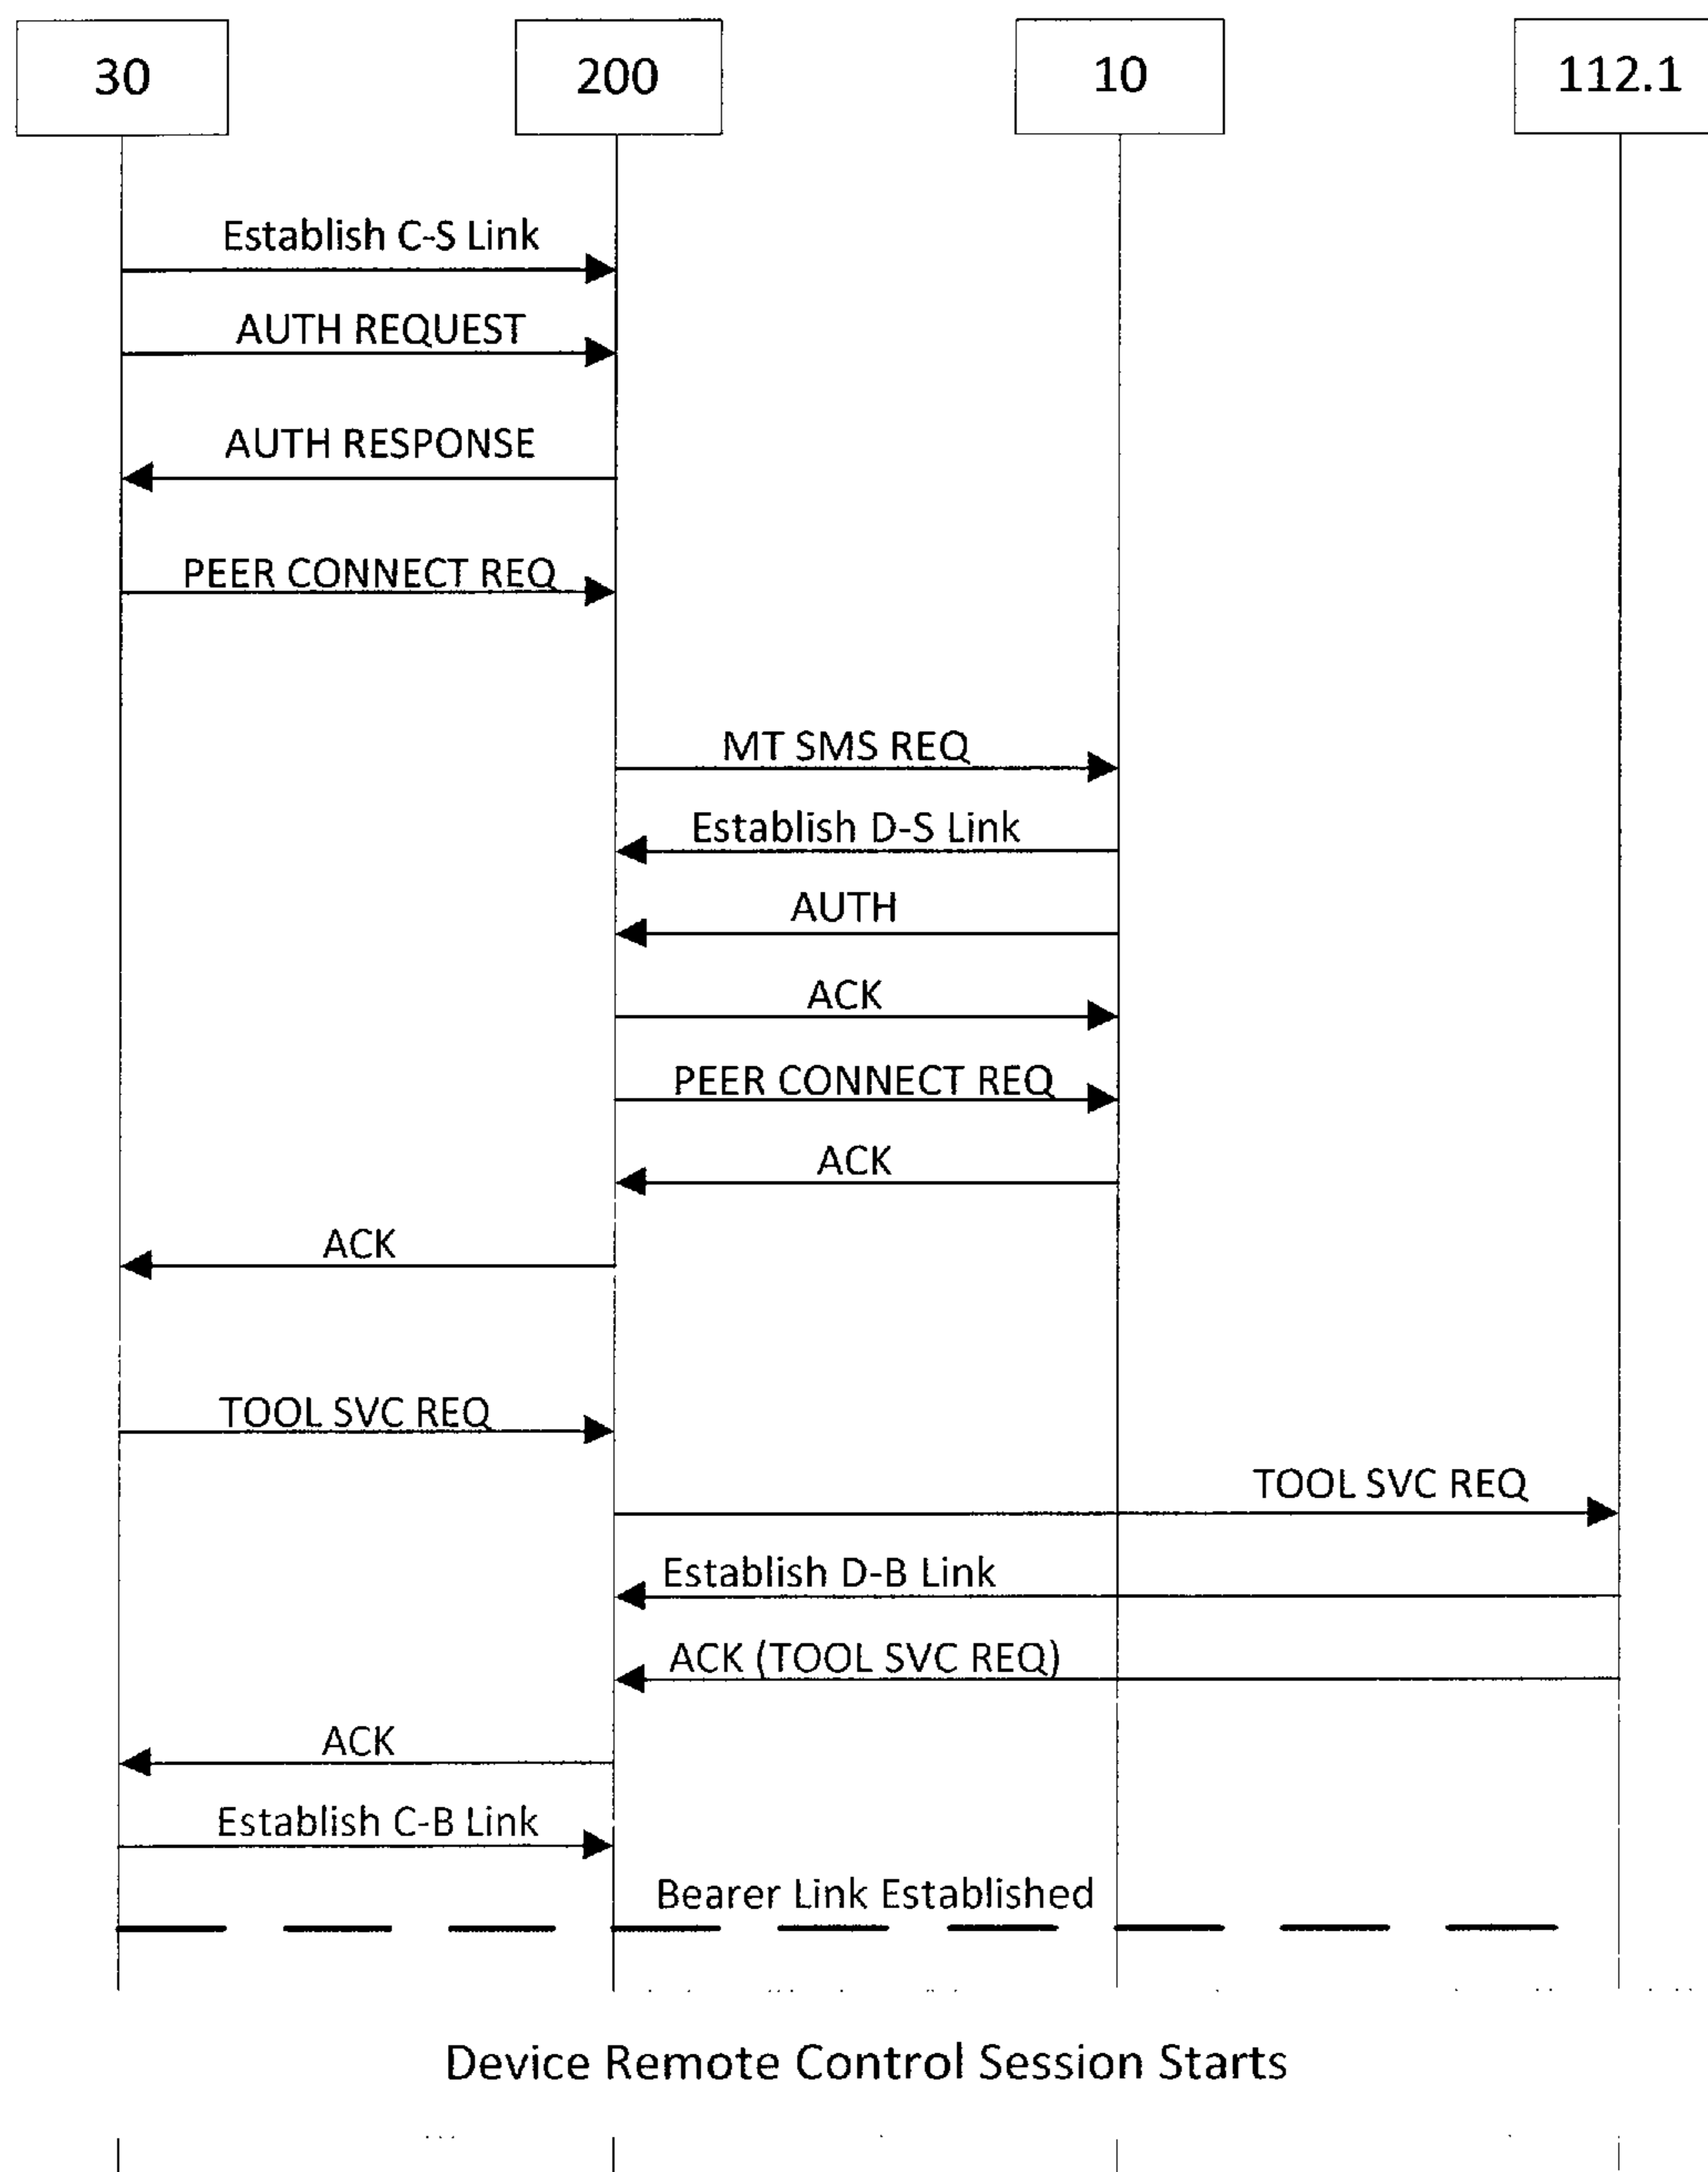 30
200
10
112.1
Establish C-S Link
AUTH REQUEST
AUTH RESPONSE
PEER CONNECT REQ
MT SMS REQ
Establish D-S Link
AUTH
ACK
PEER CONNECT REQ
ACK
ACK
TOOL SVC REQ
TOOL SVC REQ
Establish D-B Link
ACK (TOOL SVC REQ)
ACK
Establish C-B Link
Bearer Link Established
Device Remote Control Session Starts